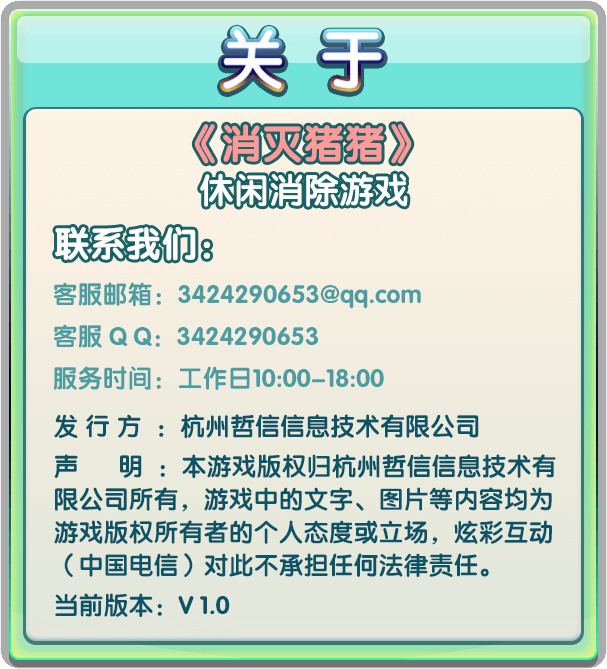 关于
《消灭猪猪》
休闲消除游戏
联系我们：
客服邮箱：3424290653@qq.com
客服QQ：3424290653
服务时间：工作日10:00-18:00
发行方：杭州哲信信息技术有限公司
声明：本游戏版权归杭州哲信信息技术有
限公司所有，游戏中的文字、图片等内容均为
游戏版权所有者的个人态度或立场，炫彩互动
（中国电信）对此不承担任何法律责任。
当前版本：V1.0